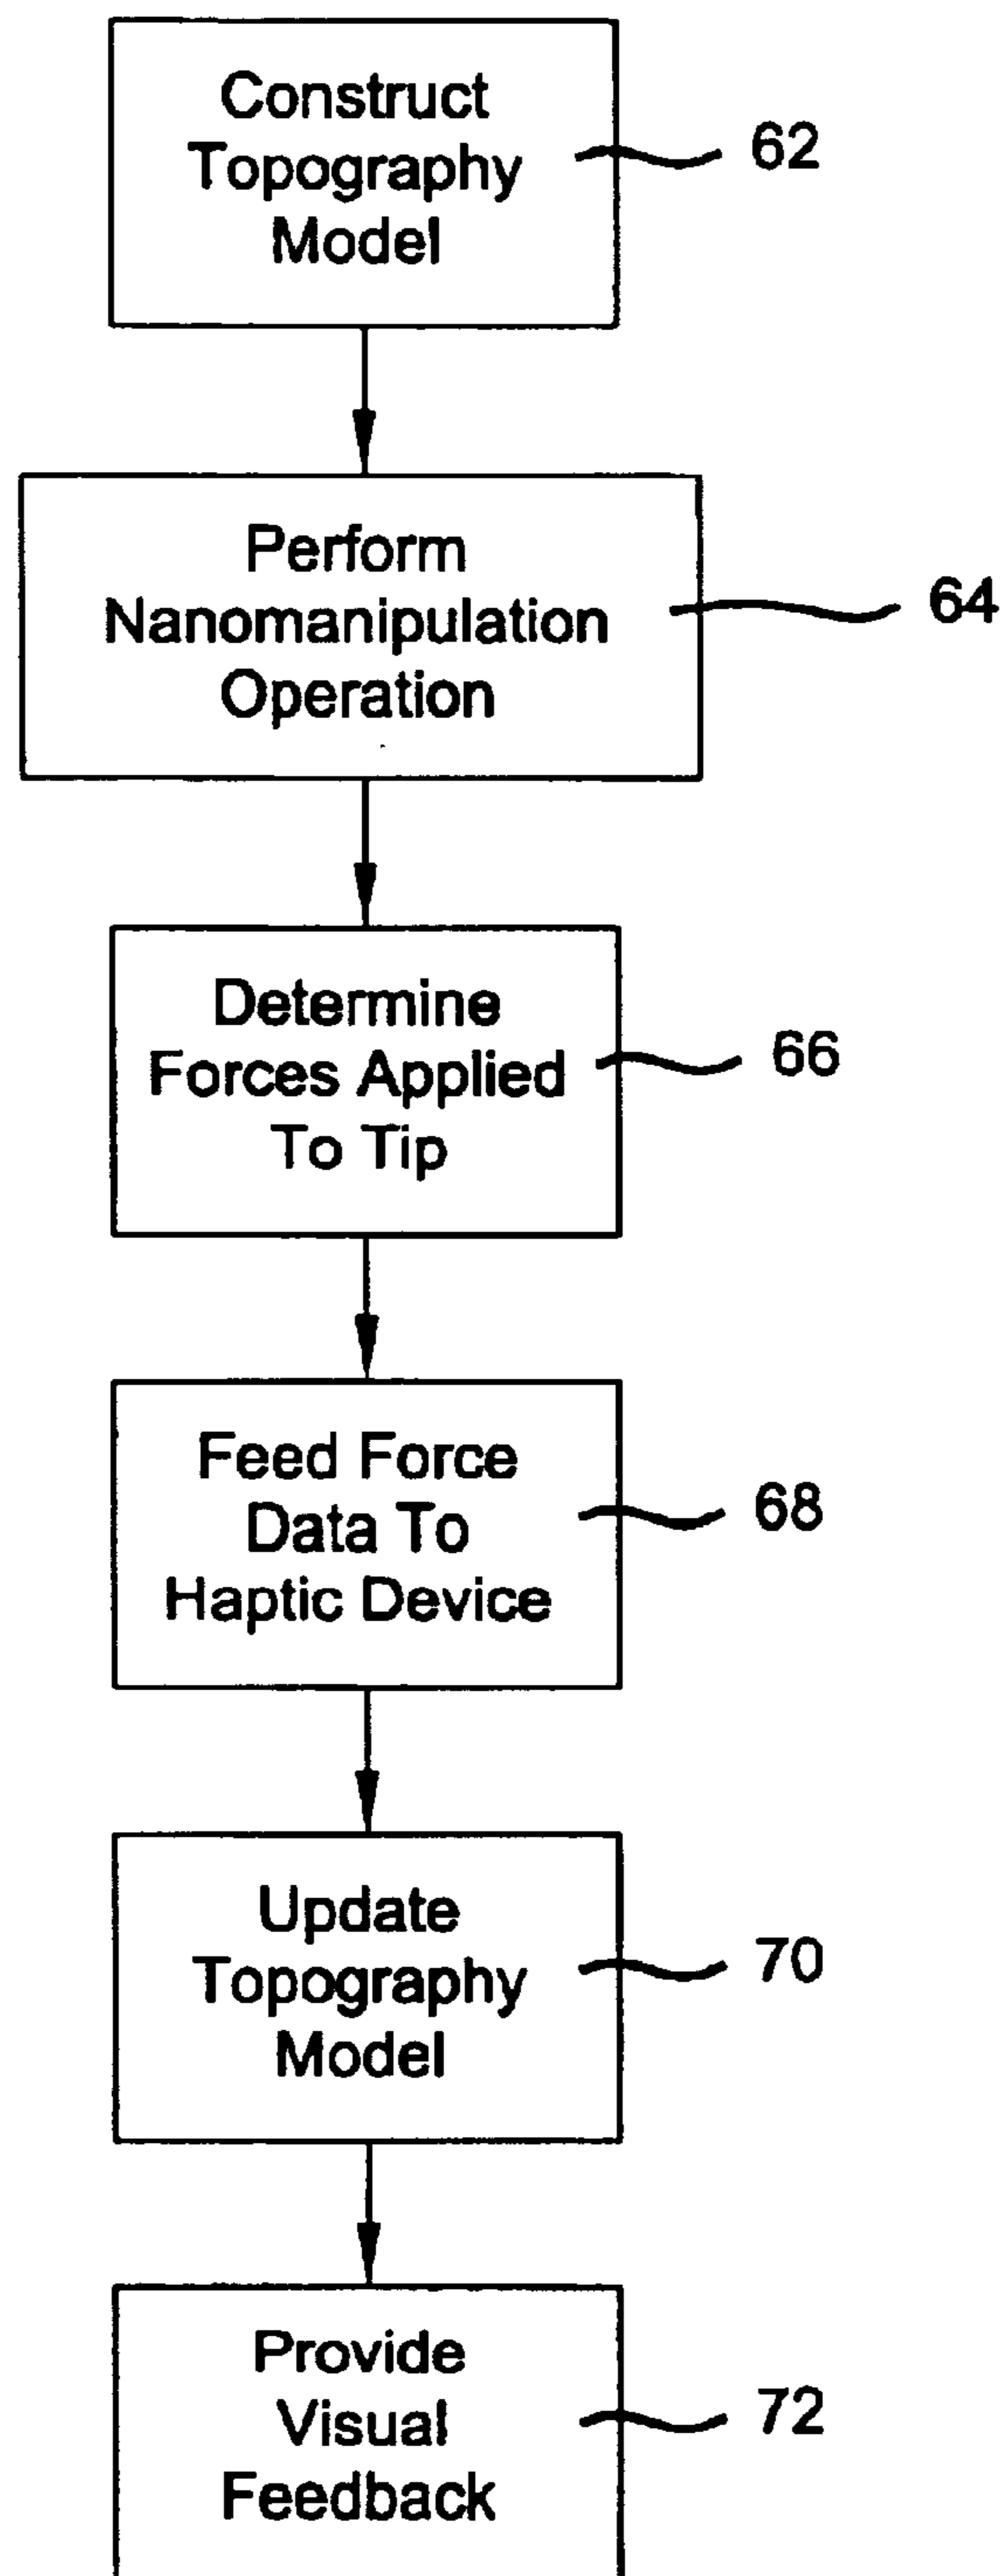 Construct
Topography
Model
62
Perform
Nanomanipulation
Operation
64
Determine
Forces Applied
To Tip
66
Feed Force
Data To
Haptic Device
68
Update
Topography
Model
70
Provide
Visual
Feedback
72